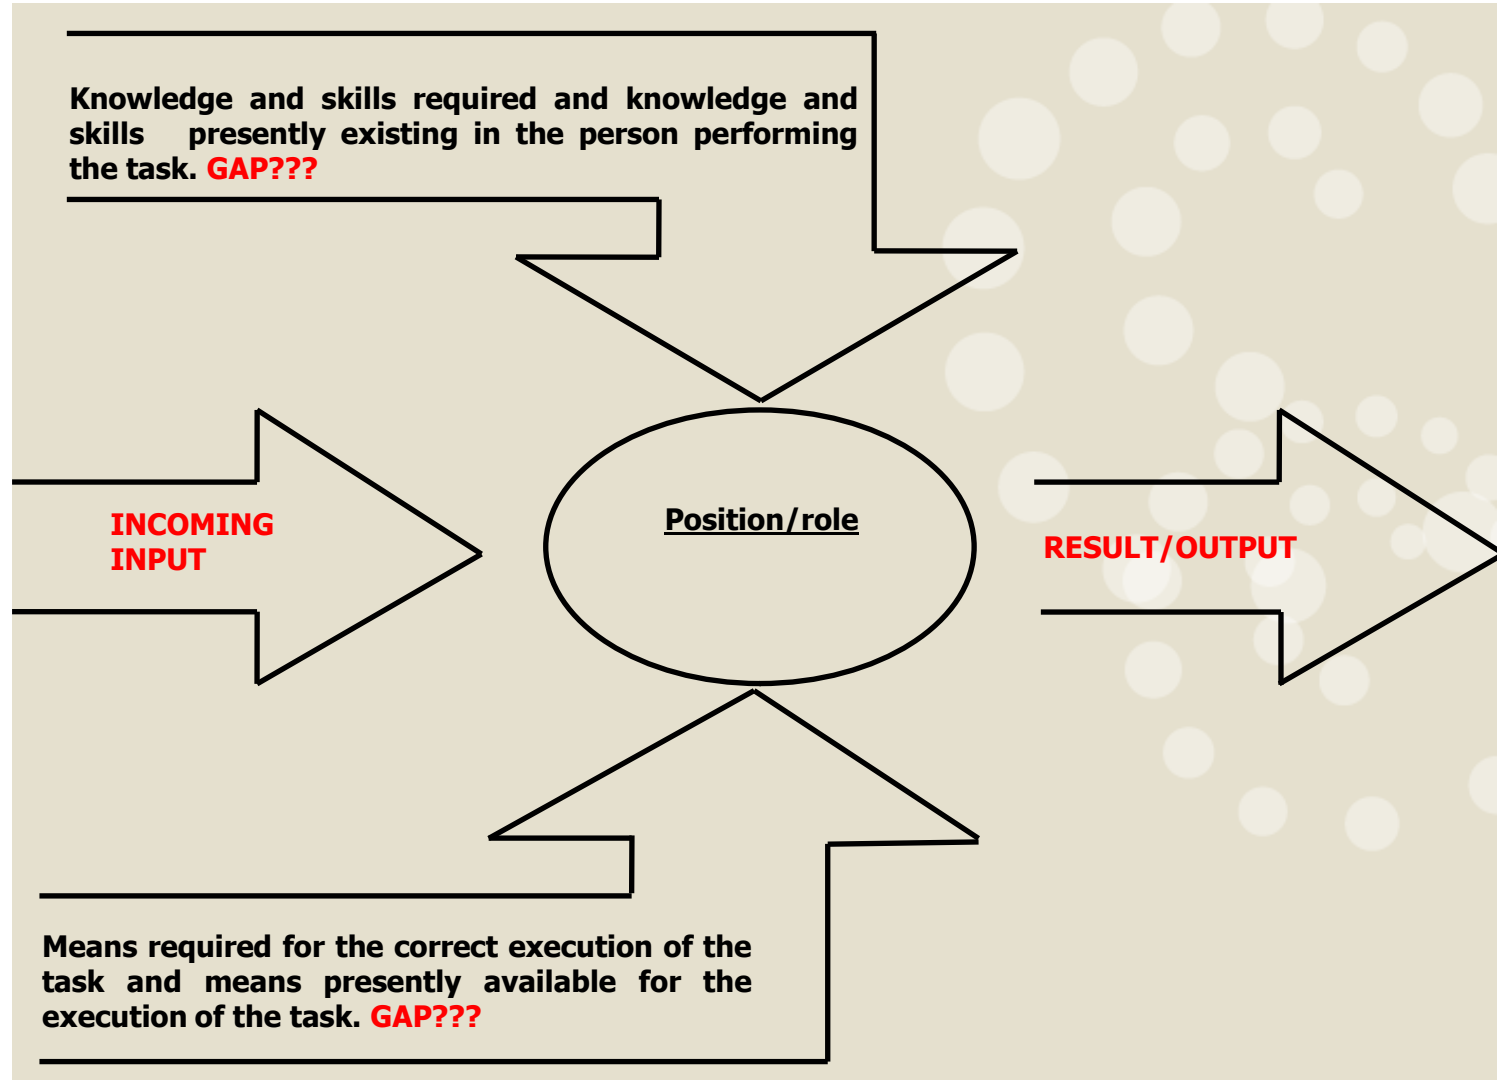 Knowledge and skills required and knowledge and
skills presently existing in the person performing
the task. GAP???
INCOMING
INPUT
Position/role
RESULT/OUTPUT
Means required for the correct execution of the
task and means presently available for the
execution of the task. GAP???